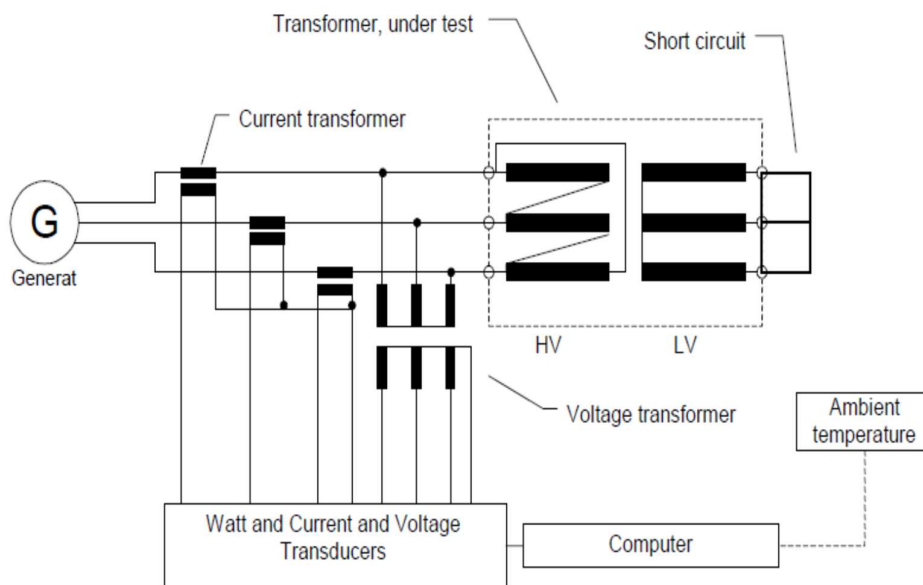 Transformer, under test
Short circuit
Current transformer
G
Generat
HV
LV
Voltage transformer
Ambient
temperature
Watt and Current and Voltage
Transducers
Computer